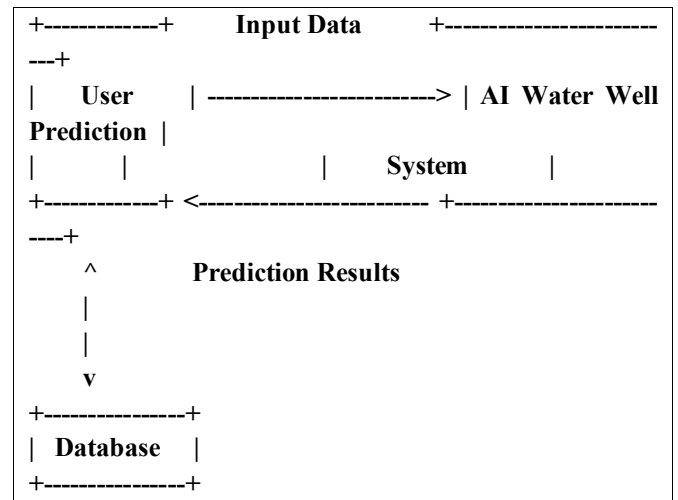 +-------------+ Input Data +------------------------
---+
| User | --------------------------> | AI Water Well
Prediction |
| | | System |
+-------------+ <-------------------------- +-----------------------
----+
^ Prediction Results
|
|
v
+----------------+
| Database |
+----------------+